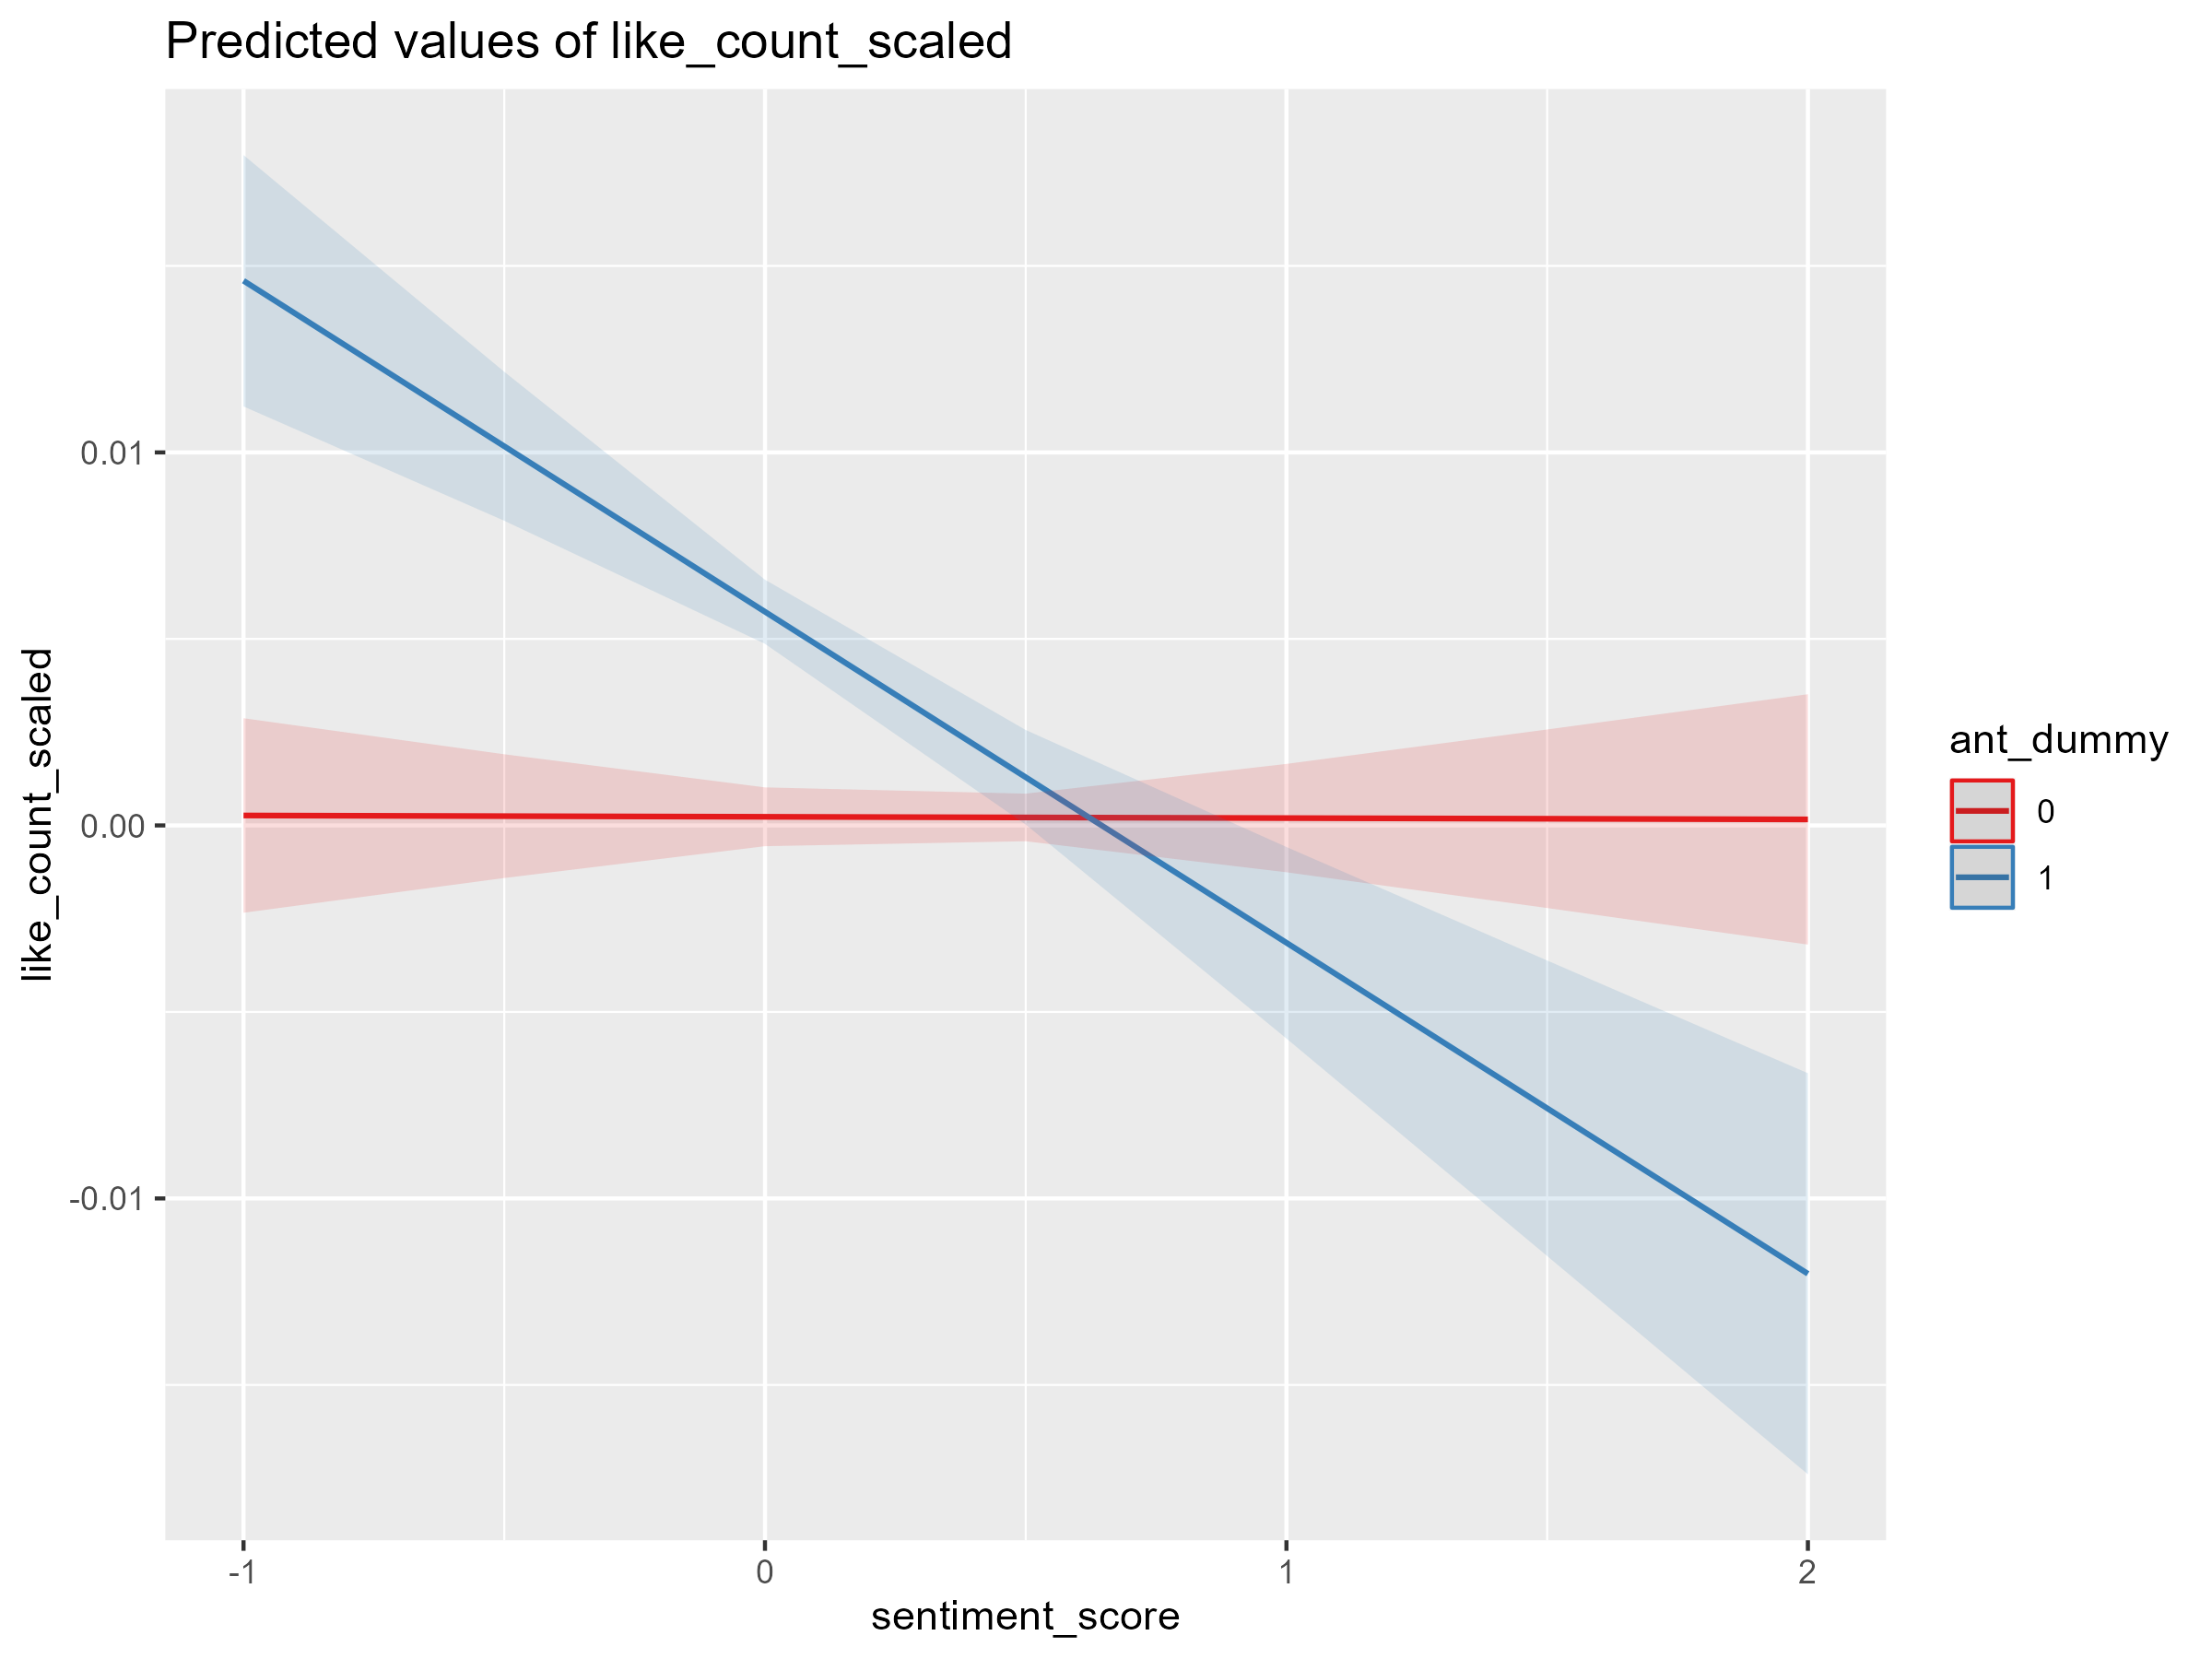 Predicted values of like_count_scaled
like_count_scaled
0.01
0.00
-0.01
-1
0
1
2
sentiment_score
ant_dummy
0
1